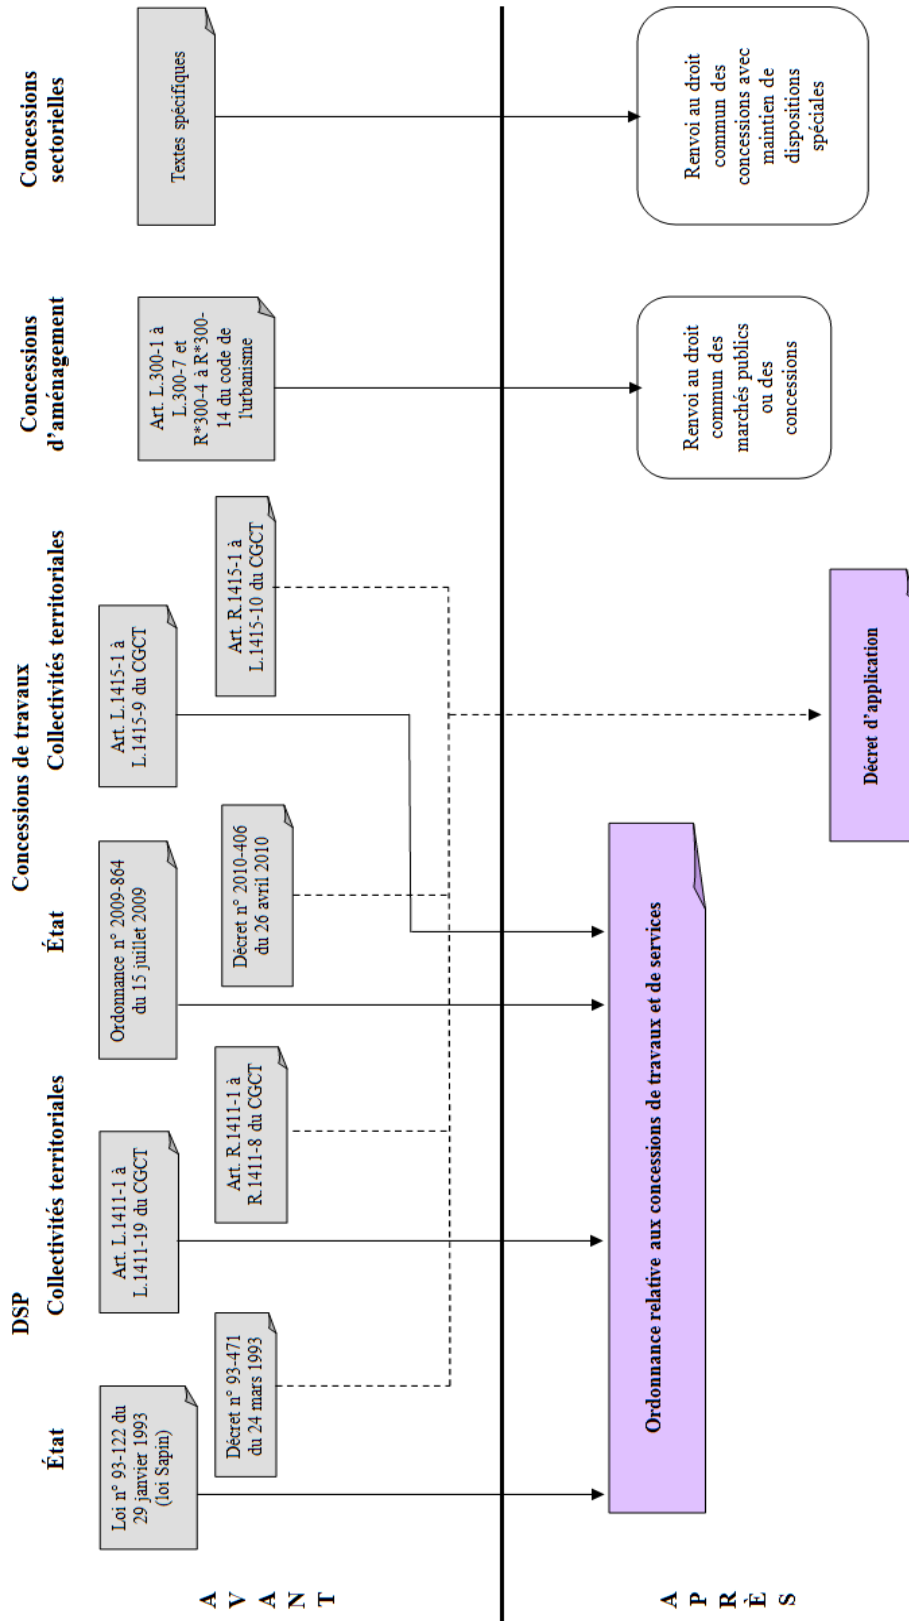 DSP
Concessions de travaux
Concessions
d’aménagement
Concessions
sectorielles
État
Collectivités territoriales
État
Collectivités territoriales
A
V
A
N
T
Loi n° 93-122 du
29 janvier 1993
(loi Sapin)
Art. L.1411-1 à
L.1411-19 du CGCT
Ordonnance n° 2009-864
du 15 juillet 2009
Art. L.1415-1 à
L.1415-9 du CGCT
Art. L.300-1 à
L.300-7 et
R*300-4 à R*300-
14 du code de
l'urbanisme
Textes spécifiques
Décret n° 93-471
du 24 mars 1993
Art. R.1411-1 à
R.1411-8 du CGCT
Décret n° 2010-406
du 26 avril 2010
Art. R.1415-1 à
L.1415-10 du CGCT
A
P
R
È
S
Ordonnance relative aux concessions de travaux et de services
Renvoi au droit
commun des
marchés publics
ou des
concessions
Renvoi au droit
commun des
concessions avec
maintien de
dispositions
spéciales
Décret d’application